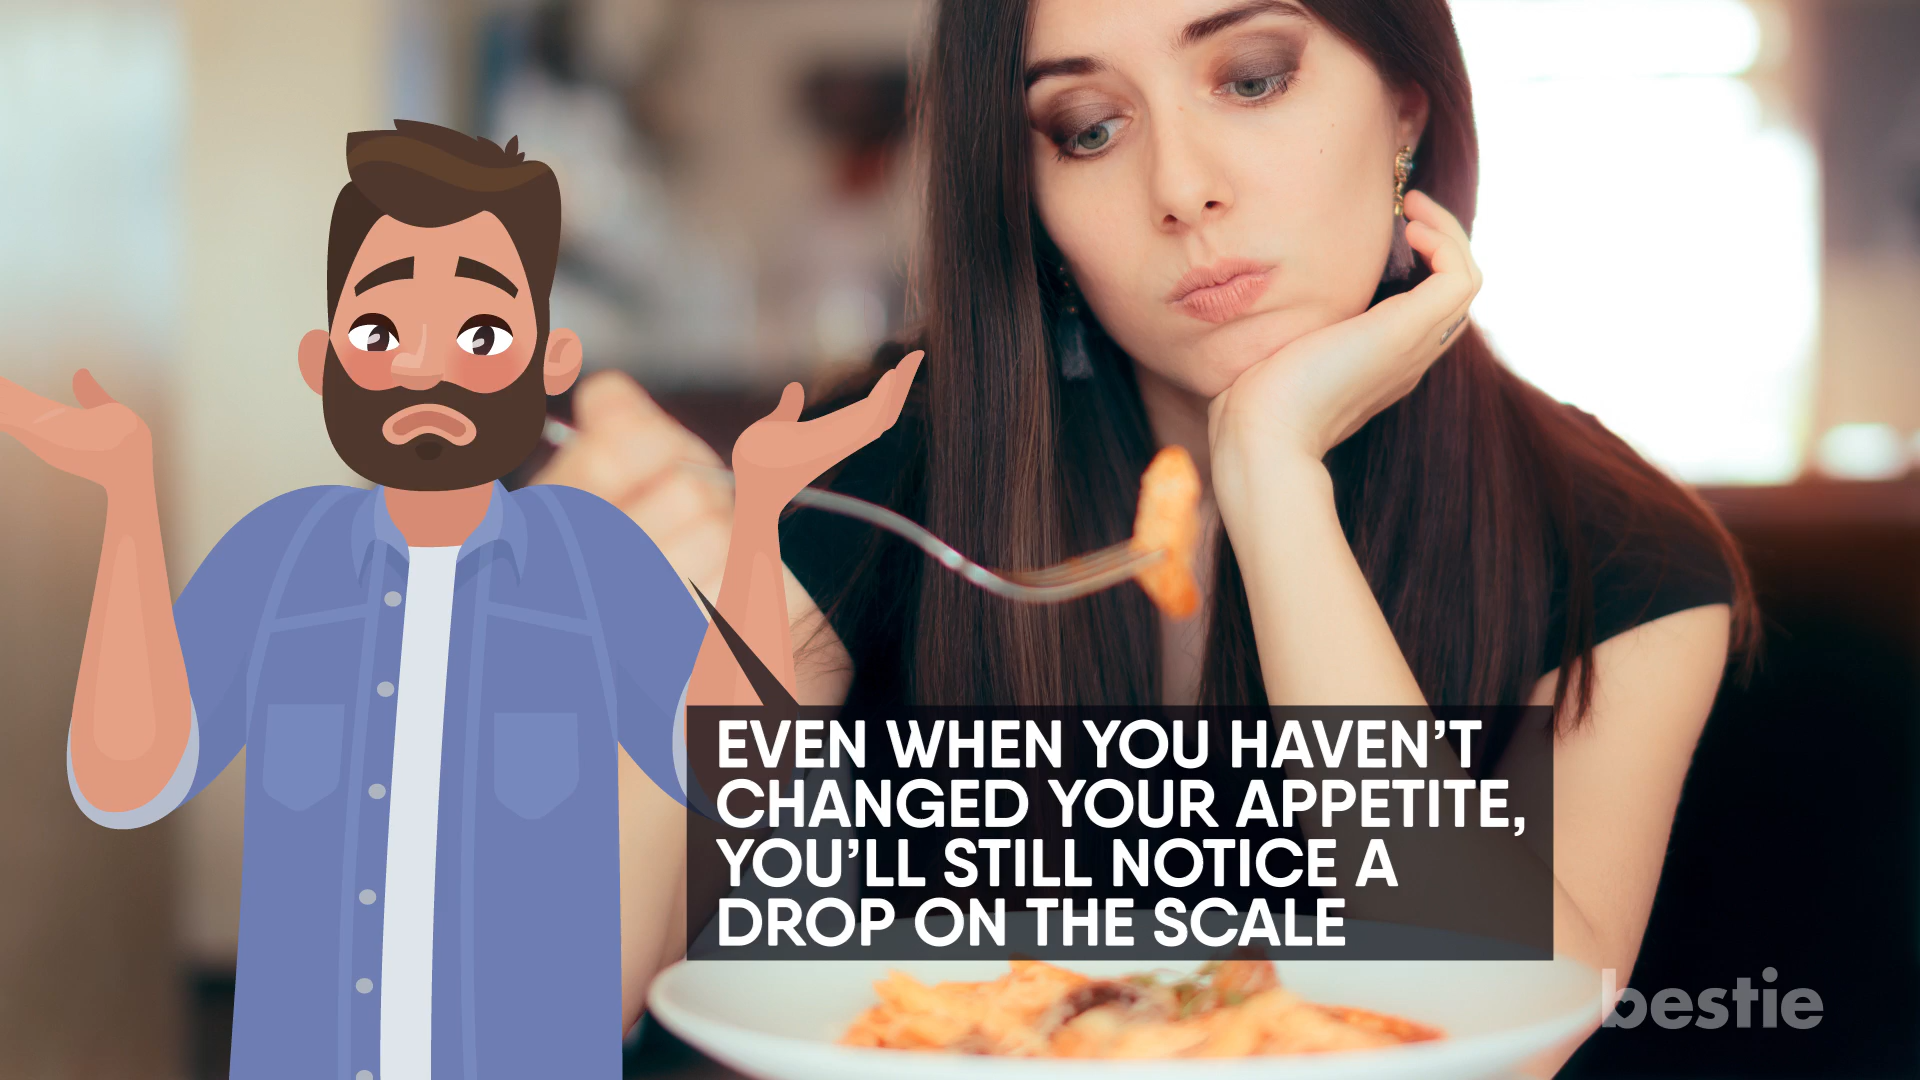 EVEN WHEN YOU HAVEN’T
CHANGED YOUR APPETITE,
YOU’LL STILL NOTICE A
DROP ON THE SCALE
bestie